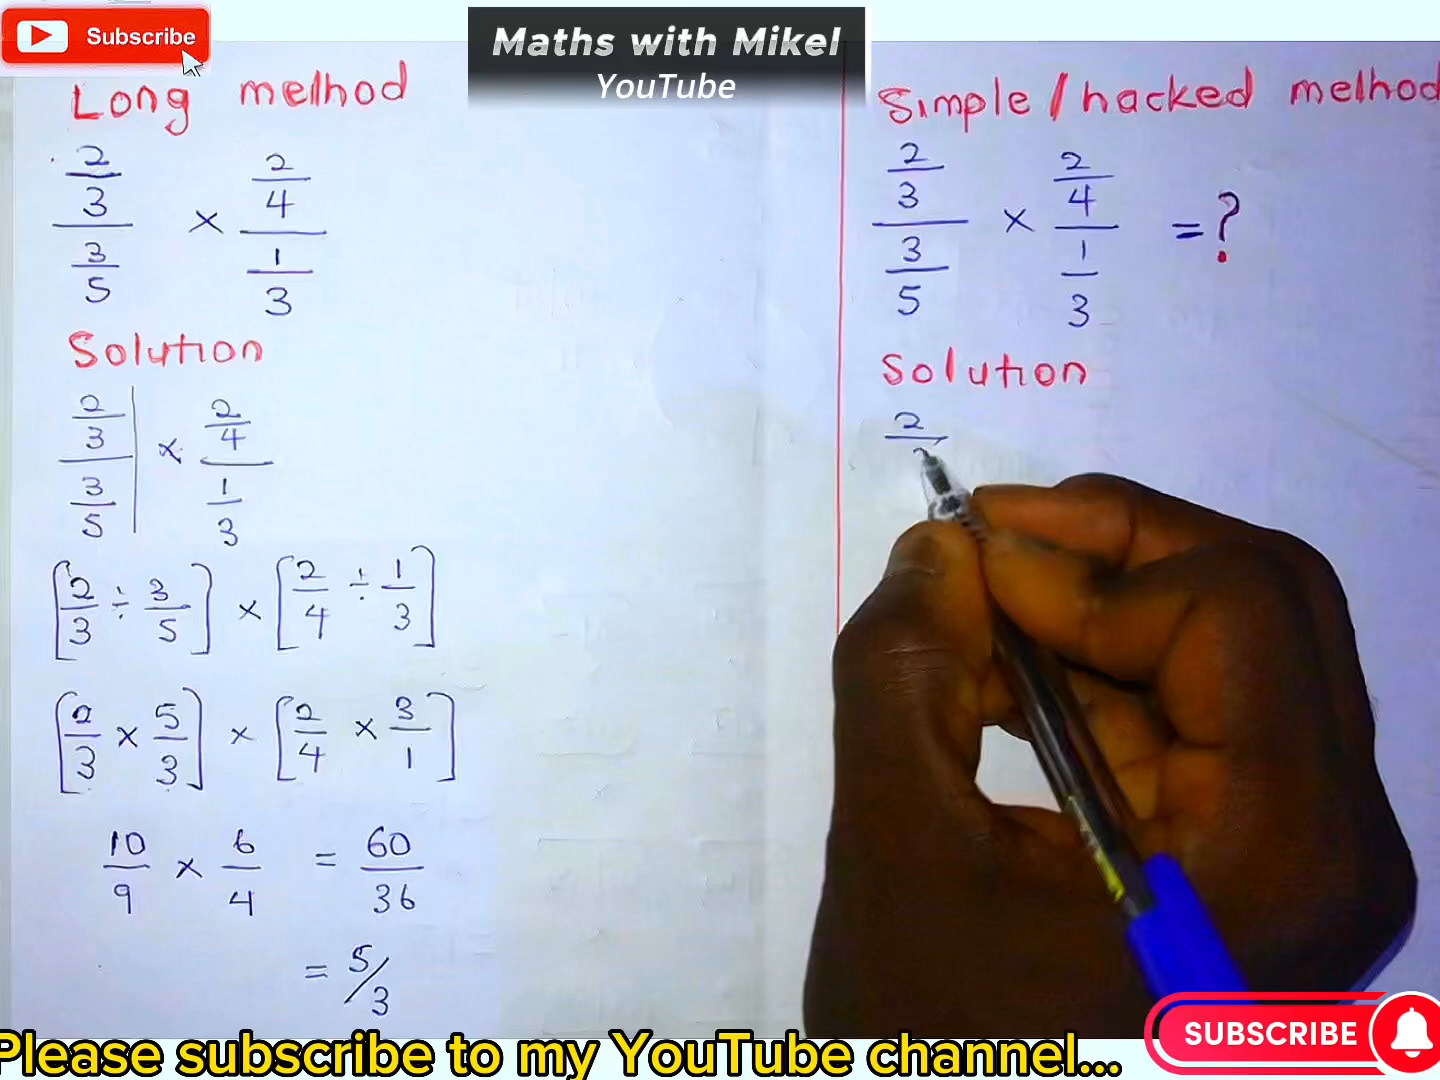 Subscribe
Maths with Mikel
YouTube
Long method
2/3 / 3/5 × 2/4 / 1/3
Solution
2/3 / 3/5 | × 2/4 / 1/3
[2/3 ÷ 3/5] × [2/4 ÷ 1/3]
[2/3 × 5/3] × [2/4 × 3/1]
10/9 × 6/4 = 60/36
= 5/3
Simple/hacked method
2/3 / 3/5 × 2/4 / 1/3 = ?
Solution
2
Please subscribe to my YouTube channel...
SUBSCRIBE